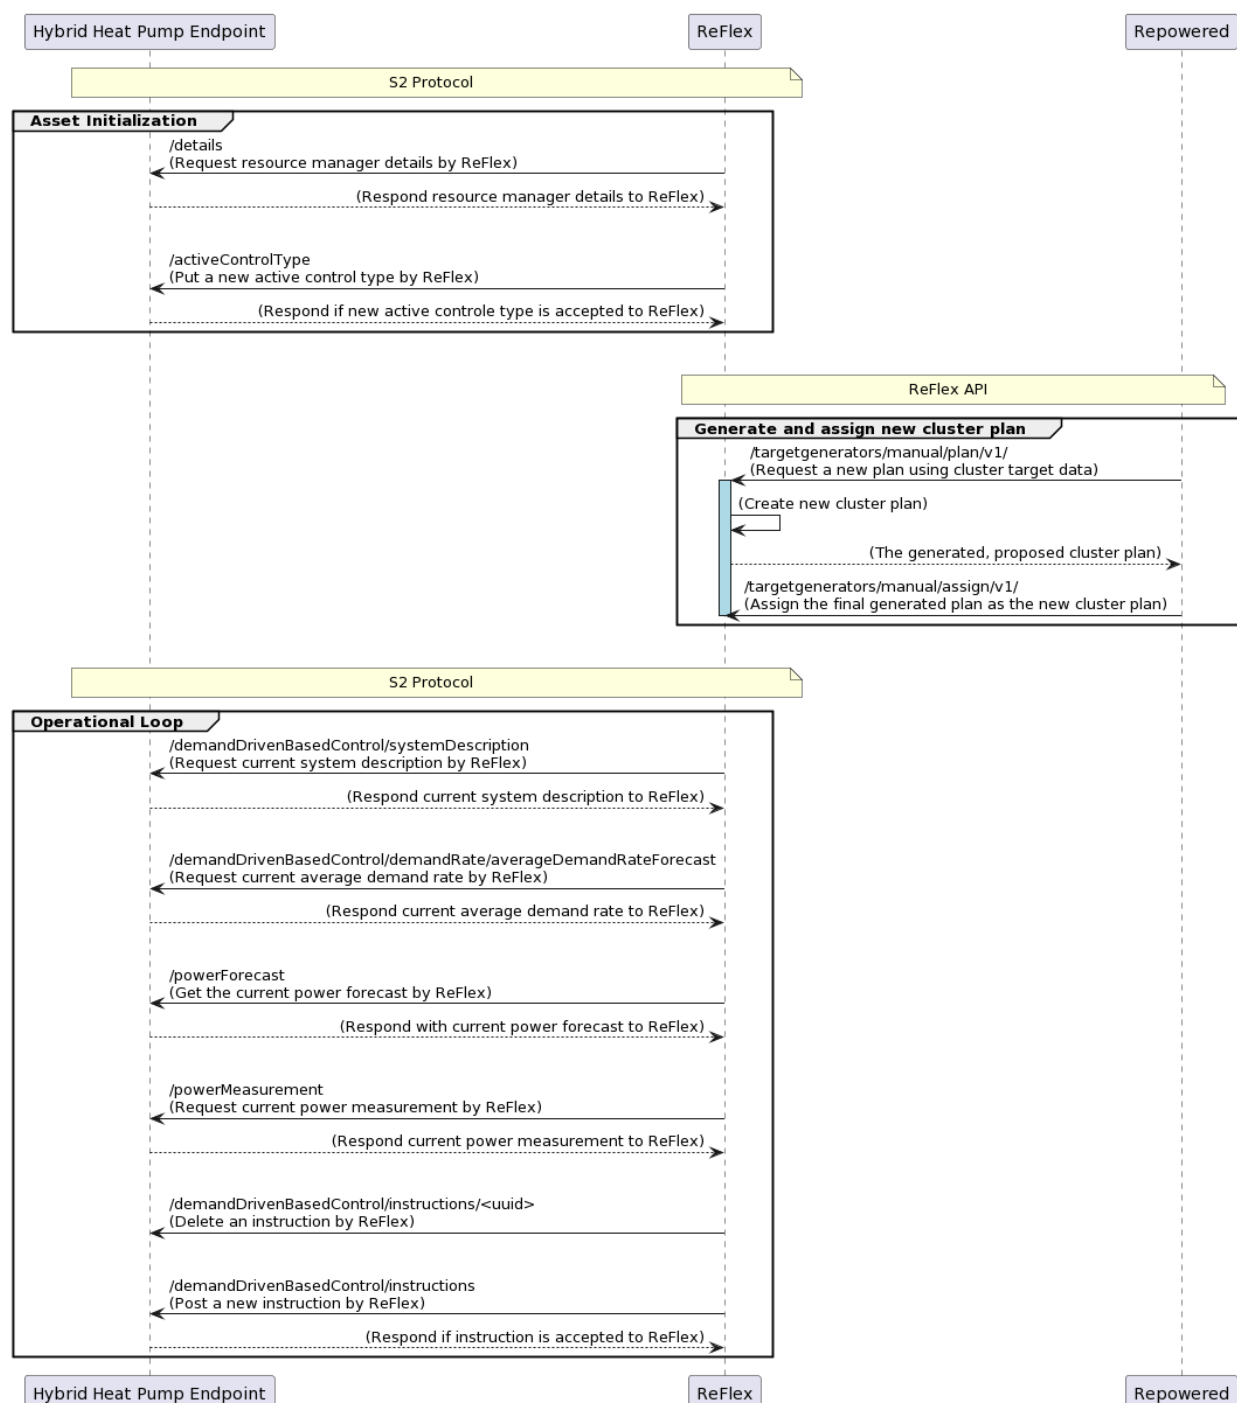 Hybrid Heat Pump Endpoint
ReFlex
Repowered
S2 Protocol
Asset Initialization
/details
(Request resource manager details by ReFlex)
(Respond resource manager details to ReFlex)
/activeControlType
(Put a new active control type by ReFlex)
(Respond if new active controle type is accepted to ReFlex)
ReFlex API
Generate and assign new cluster plan
/targetgenerators/manual/plan/v1/
(Request a new plan using cluster target data)
(Create new cluster plan)
(The generated, proposed cluster plan)
/targetgenerators/manual/assign/v1/
(Assign the final generated plan as the new cluster plan)
S2 Protocol
Operational Loop
/demandDrivenBasedControl/systemDescription
(Request current system description by ReFlex)
(Respond current system description to ReFlex)
/demandDrivenBasedControl/demandRate/averageDemandRateForecast
(Request current average demand rate by ReFlex)
(Respond current average demand rate to ReFlex)
/powerForecast
(Get the current power forecast by ReFlex)
(Respond with current power forecast to ReFlex)
/powerMeasurement
(Request current power measurement by ReFlex)
(Respond current power measurement to ReFlex)
/demandDrivenBasedControl/instructions/<uuid>
(Delete an instruction by ReFlex)
/demandDrivenBasedControl/instructions
(Post a new instruction by ReFlex)
(Respond if instruction is accepted to ReFlex)
Hybrid Heat Pump Endpoint
ReFlex
Repowered